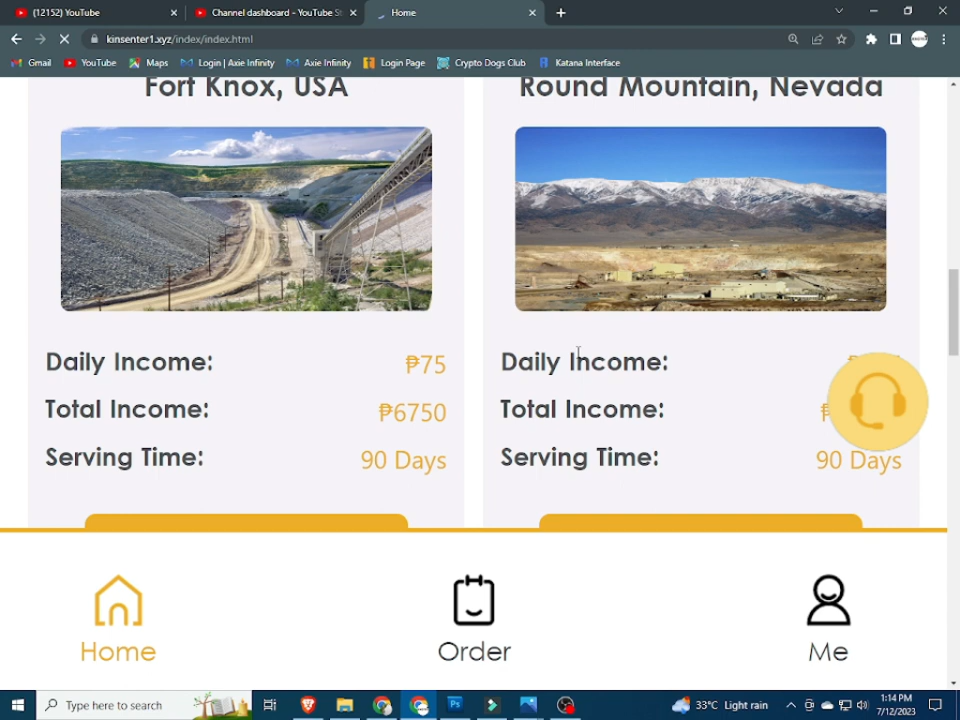 (12152) YouTube
Channel dashboard - YouTube St
Home
kinsenter1.xyz/index/index.html
Gmail
YouTube
Maps
Login | Axie Infinity
Axie Infinity
Login Page
Crypto Dogs Club
Katana Interface
Fort Knox, USA
Round Mountain, Nevada
Daily Income:
₱75
Total Income:
₱6750
Serving Time:
90 Days
Daily Income:
Total Income:
Serving Time:
90 Days
Home
Order
Me
Type here to search
Ps
33°C Light rain
1:14 PM
7/12/2023